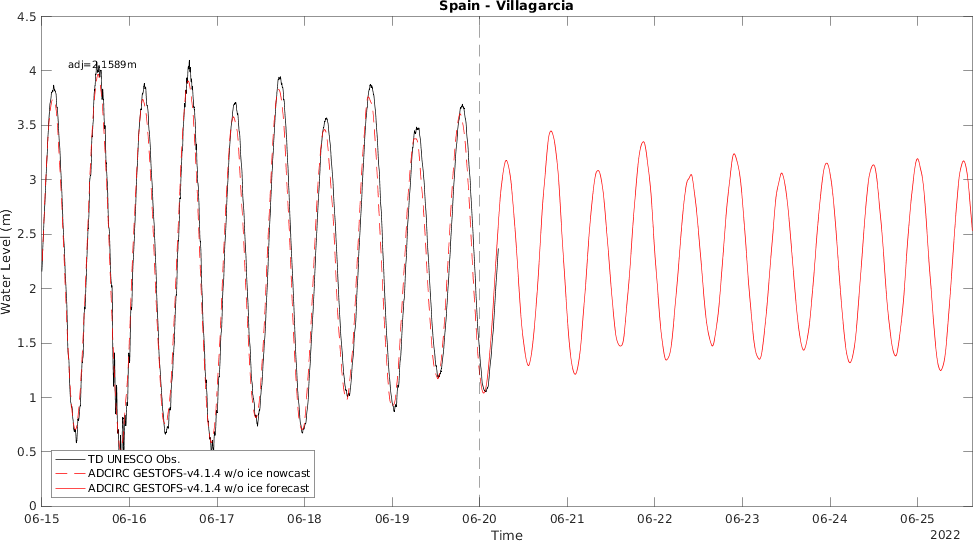 Spain - Villagarcia
4.5
4
3.5
3
2.5
2
1.5
1
0.5
0
Water Level (m)
adj=2.1589m
TD UNESCO Obs.
ADCIRC GESTOFS-v4.1.4 w/o ice nowcast
ADCIRC GESTOFS-v4.1.4 w/o ice forecast
06-15 06-16 06-17 06-18 06-19 06-20 06-21 06-22 06-23 06-24 06-25
Time
2022